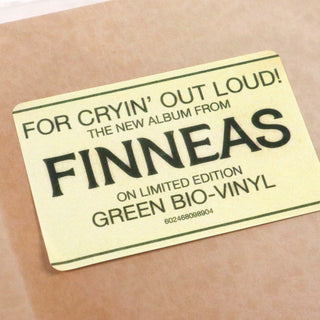 FOR CRYIN' OUT LOUD!
THE NEW ALBUM FROM
FINNEAS
ON LIMITED EDITION
GREEN BIO-VINYL
602468098904